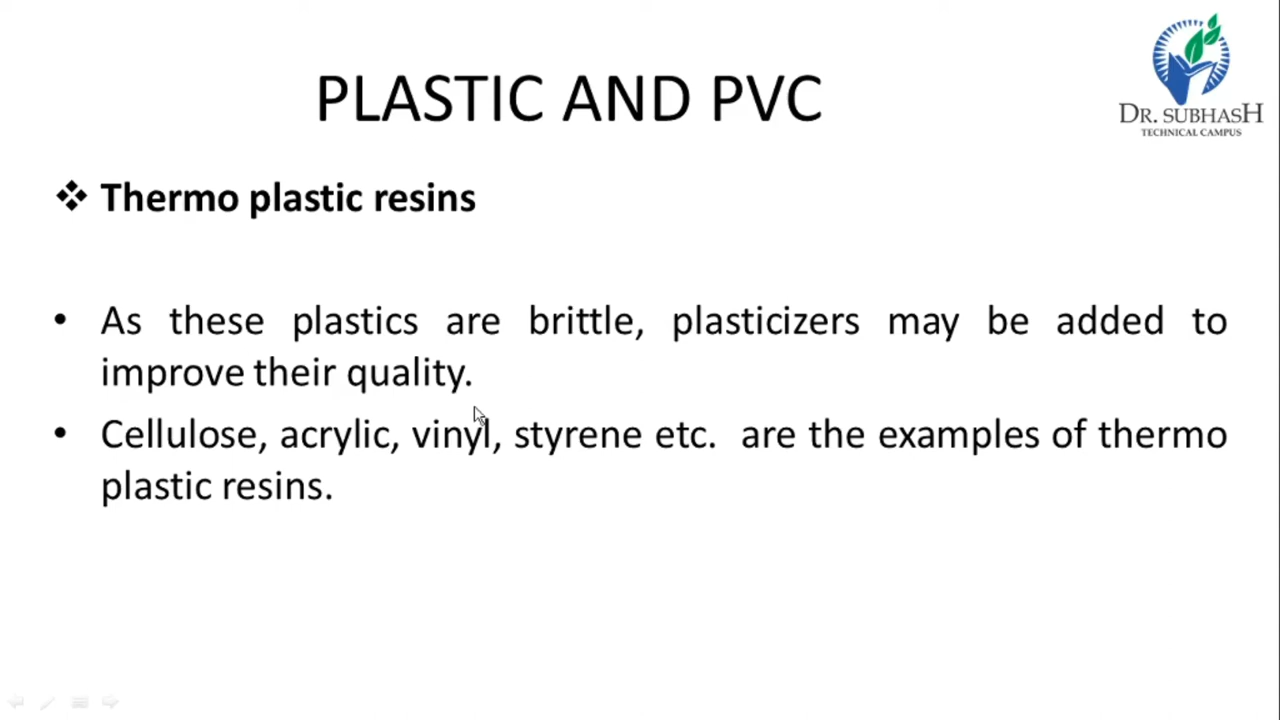 DR. SUBHASH
TECHNICAL CAMPUS
PLASTIC AND PVC
❖ Thermo plastic resins
• As these plastics are brittle, plasticizers may be added to
improve their quality.
• Cellulose, acrylic, vinyl, styrene etc. are the examples of thermo
plastic resins.